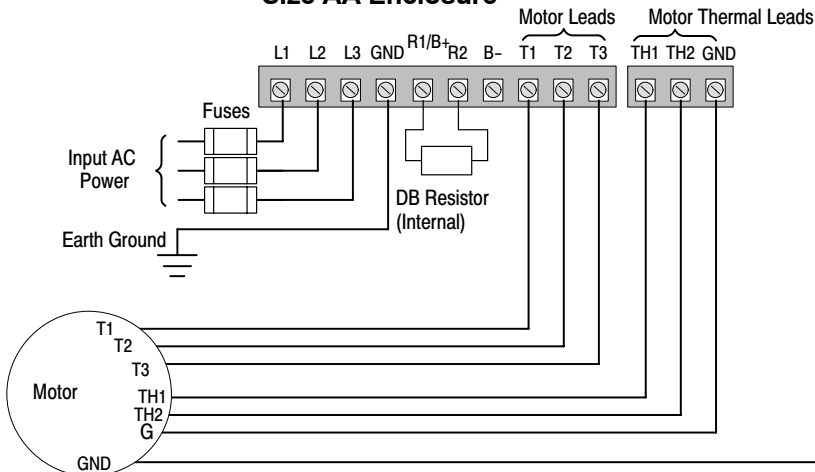 Size AA Enclosure
Motor Leads Motor Thermal Leads
L1 L2 L3 GND R1/B+ R2 B– T1 T2 T3 TH1 TH2 GND
Fuses
Input AC
Power
DB Resistor
(Internal)
Earth Ground
T1
T2
T3
Motor
TH1
TH2
G
GND